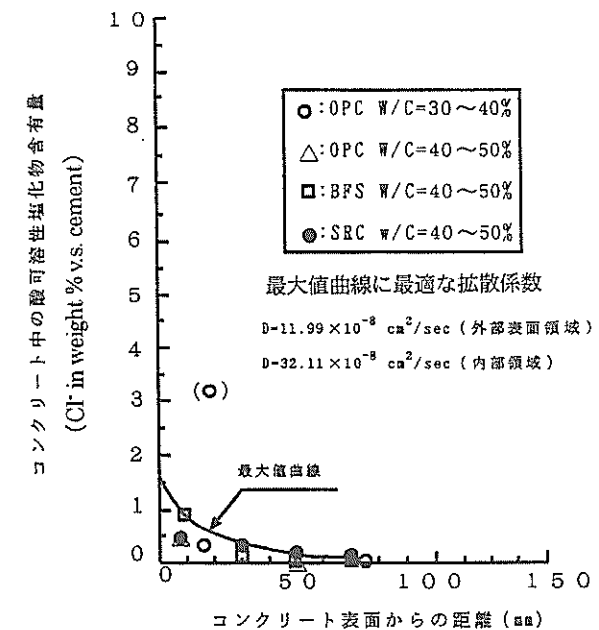 コンクリート中の酸可溶性塩化物含有量
(Cl⁻ in weight % v.s. cement)
10
9
8
7
6
5
4
3
2
1
0
○:OPC W/C=30～40%
△:OPC W/C=40～50%
□:BFS W/C=40～50%
●:SRC W/C=40～50%
最大値曲線に最適な拡散係数
D=11.99×10⁻⁸ cm²/sec (外部表面領域)
D=32.11×10⁻⁸ cm²/sec (内部領域)
(○)
最大値曲線
0 50 100 150
コンクリート表面からの距離 (mm)